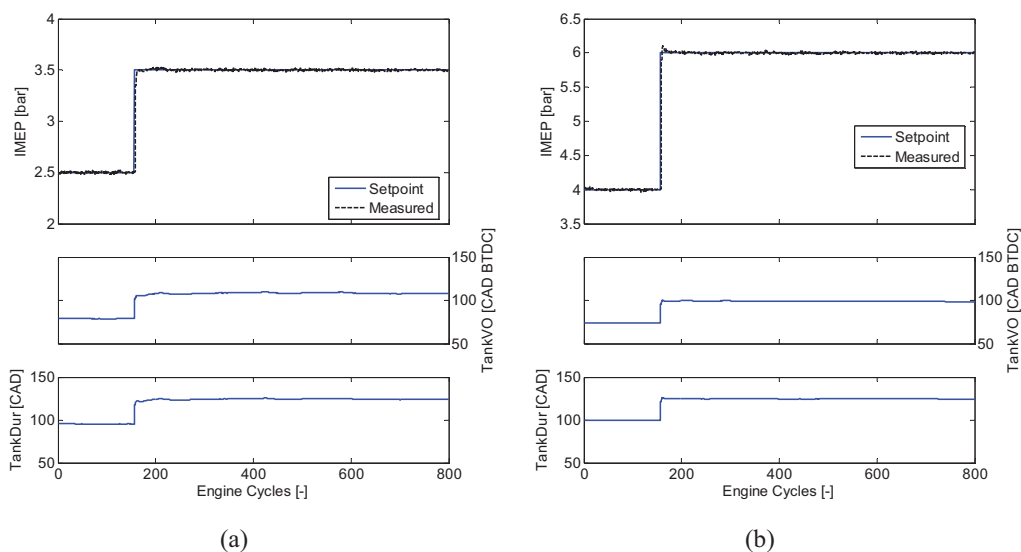 4
3.5
3
2.5
2
IMEP [bar]
Setpoint
Measured
150
100
50
TankVO [CAD BTDC]
150
100
50
TankDur [CAD]
0 200 400 600 800
Engine Cycles [-]
(a)
6.5
6
5.5
5
4.5
4
3.5
IMEP [bar]
Setpoint
Measured
150
100
50
TankVO [CAD BTDC]
150
100
50
TankDur [CAD]
0 200 400 600 800
Engine Cycles [-]
(b)